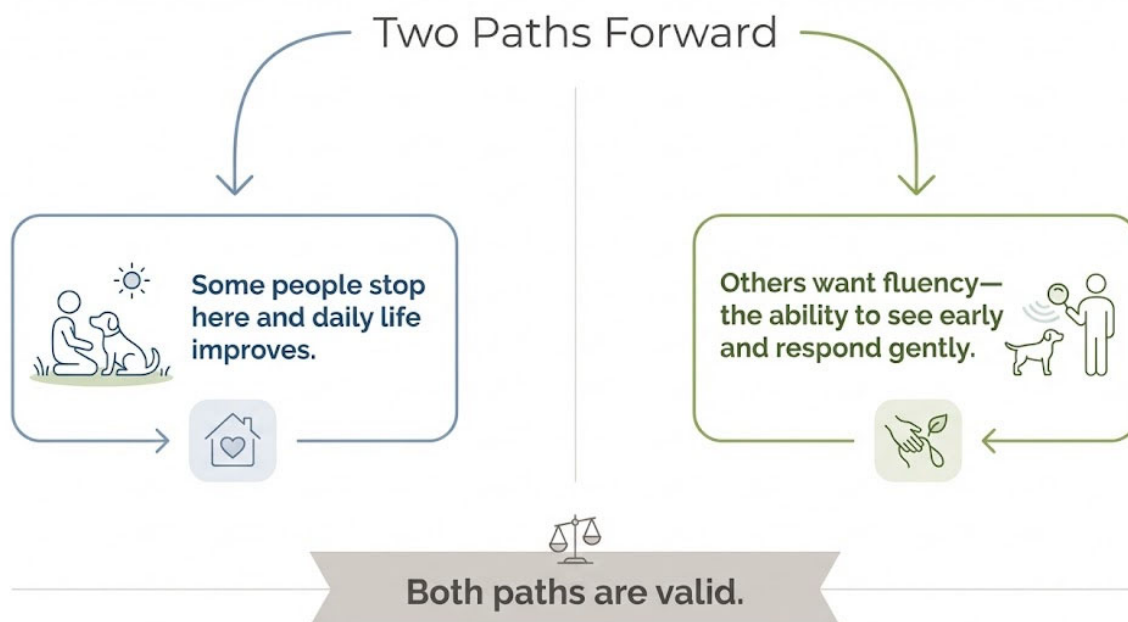 Two Paths Forward
Some people stop
here and daily life
improves.
Others want fluency—
the ability to see early
and respond gently.
Both paths are valid.